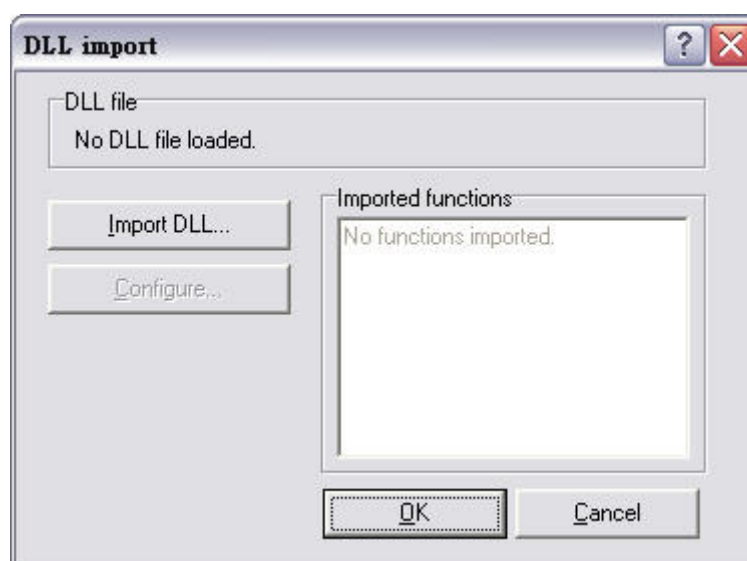 DLL import
DLL file
No DLL file loaded.
Import DLL...
Configure...
Imported functions
No functions imported.
OK
Cancel